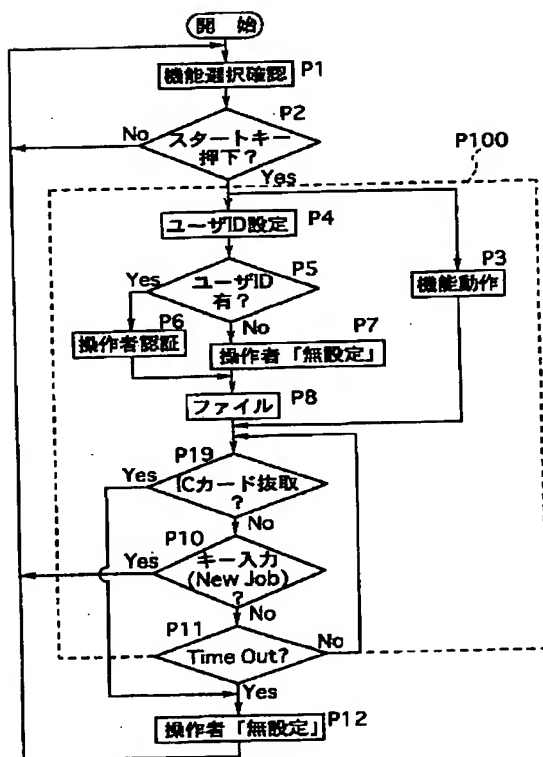 開始
機能選択確認 P1
P2
No
スタートキー
押下?
P100
Yes
ユーザID設定 P4
P3
機能動作
P5
Yes
ユーザID
有?
P6
No
P7
操作者認証
操作者「無設定」
ファイル P8
P19
Yes
ICカード抜取
?
No
P10
Yes
キー入力
(New Job)
?
No
P11
No
Time Out?
Yes
操作者「無設定」 P12